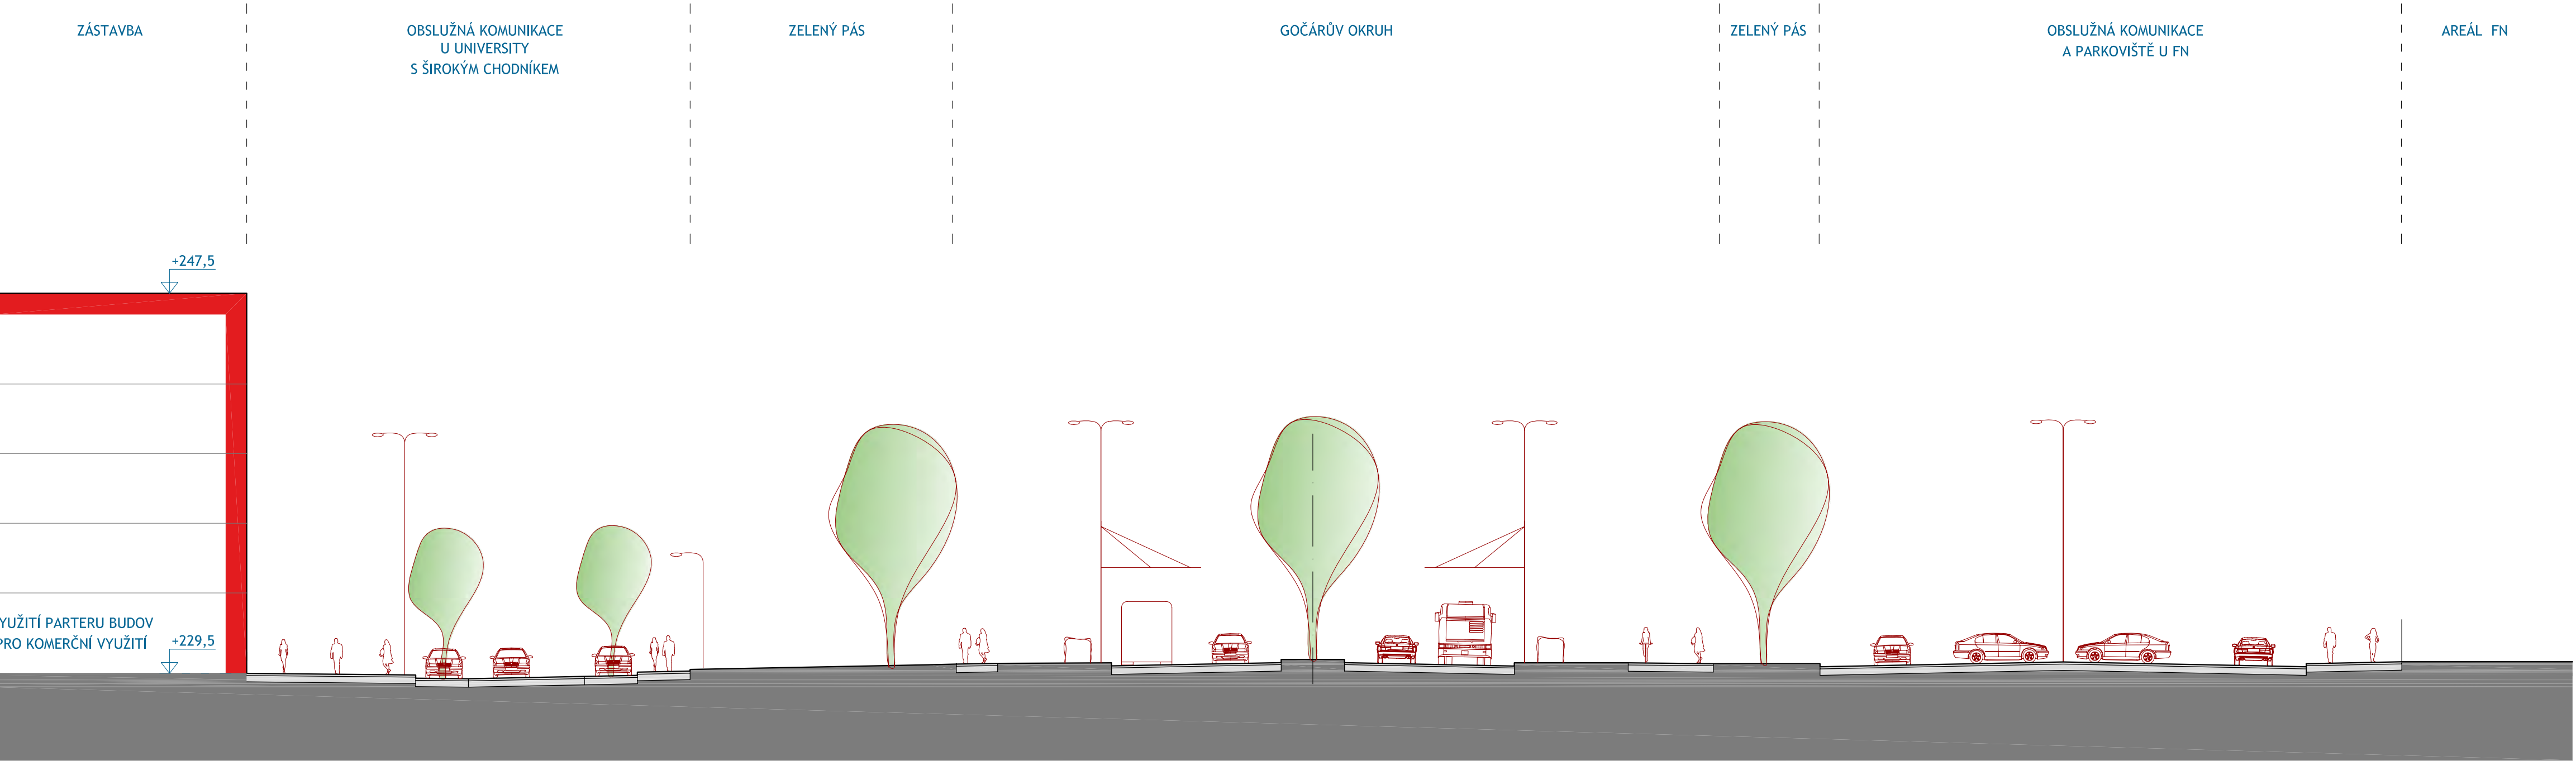 ZÁSTAVBA
OBSLUŽNÁ KOMUNIKACE
U UNIVERSITY
S ŠIROKÝM CHODNÍKEM
ZELENÝ PÁS
GOČÁRŮV OKRUH
ZELENÝ PÁS
OBSLUŽNÁ KOMUNIKACE
A PARKOVIŠTĚ U FN
AREÁL FN
+247,5
YUŽITÍ PARTERU BUDOV
PRO KOMERČNÍ VYUŽITÍ
+229,5